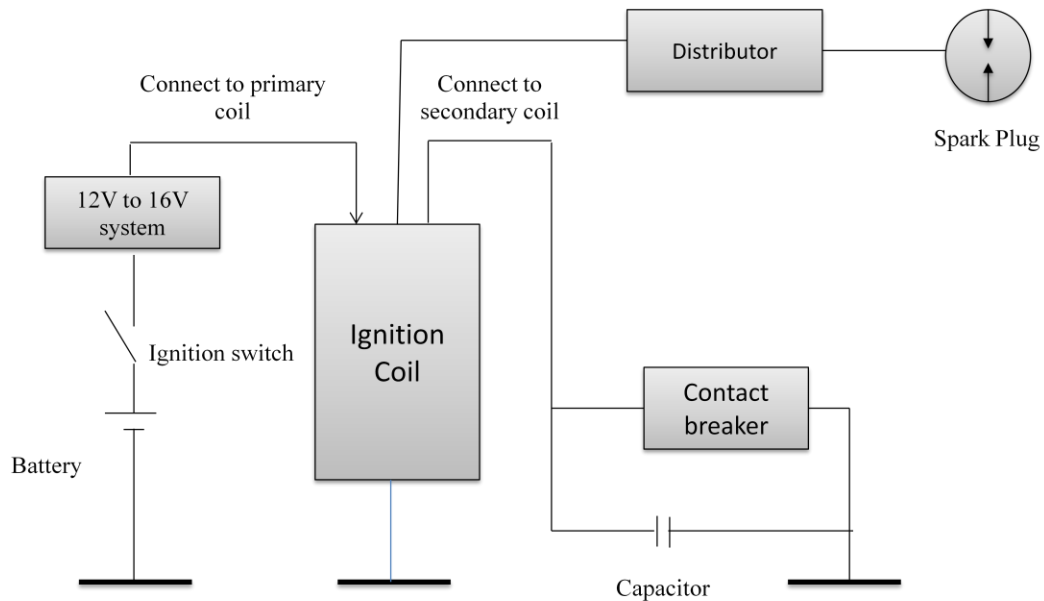 Distributor
Connect to primary
coil
Connect to
secondary coil
Spark Plug
12V to 16V
system
Ignition
Coil
Ignition switch
Contact
breaker
Battery
Capacitor